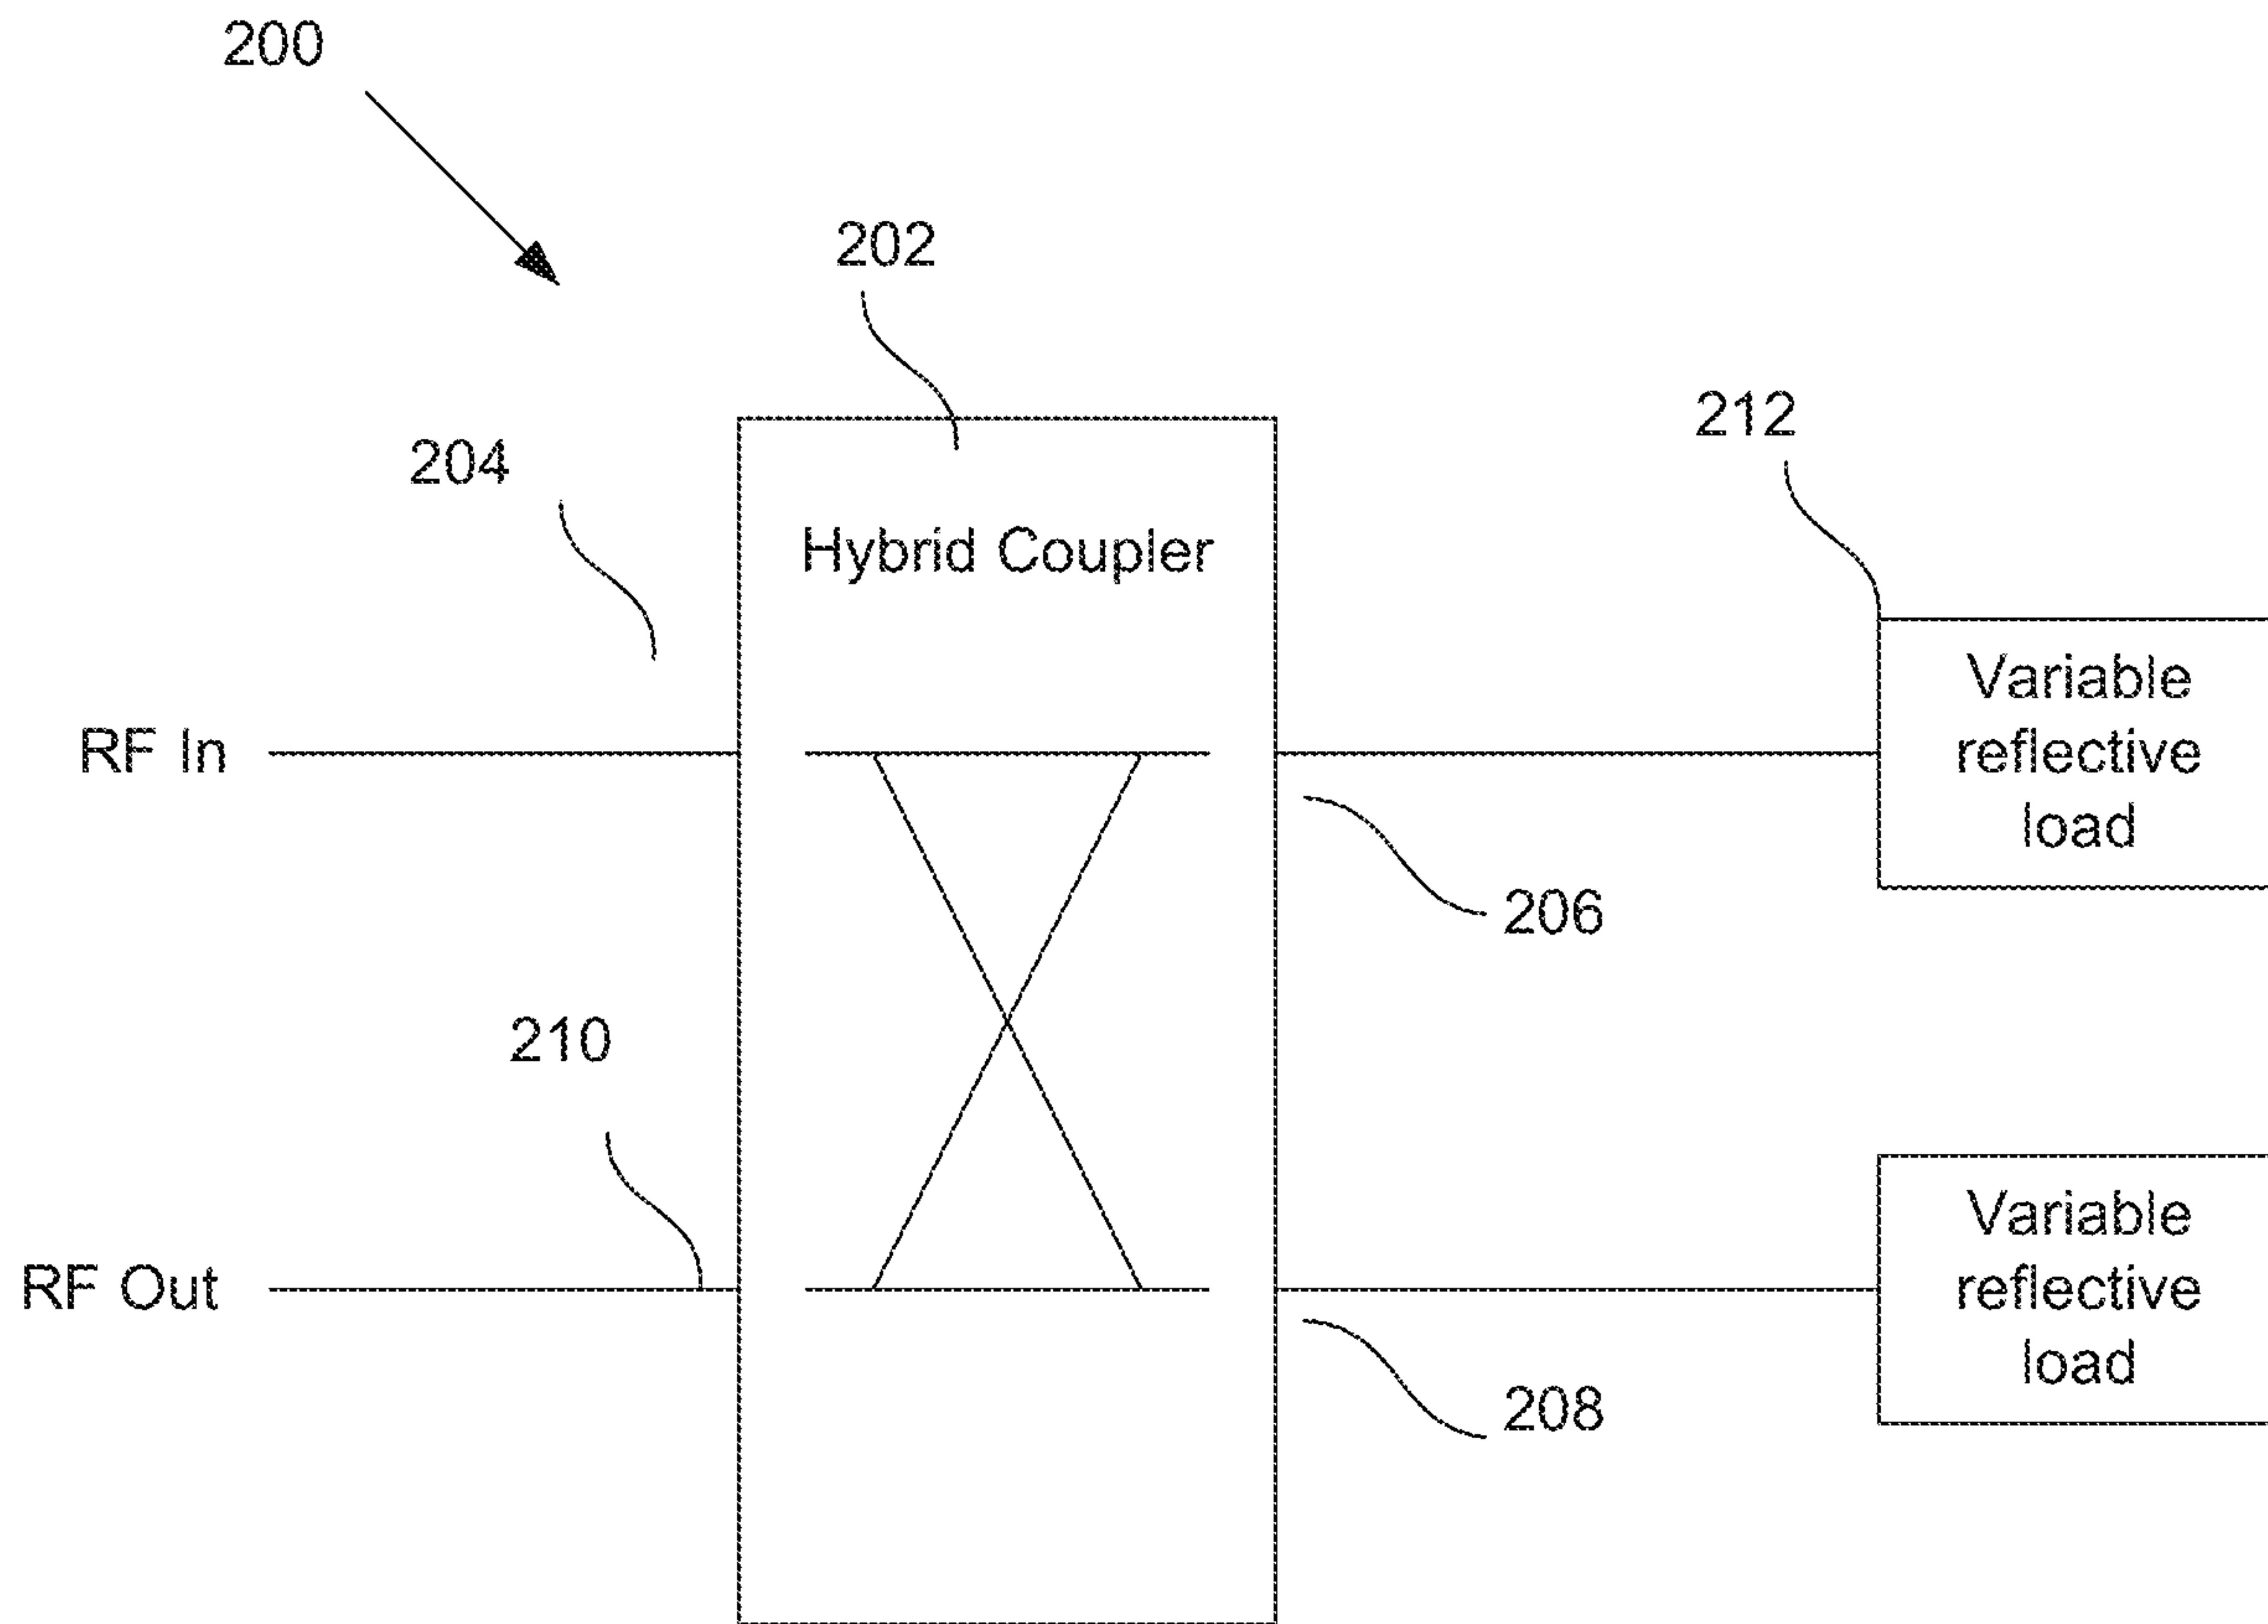 200
202
204
212
Hybrid Coupler
RF In
Variable
reflective
load
206
210
RF Out
Variable
reflective
load
208